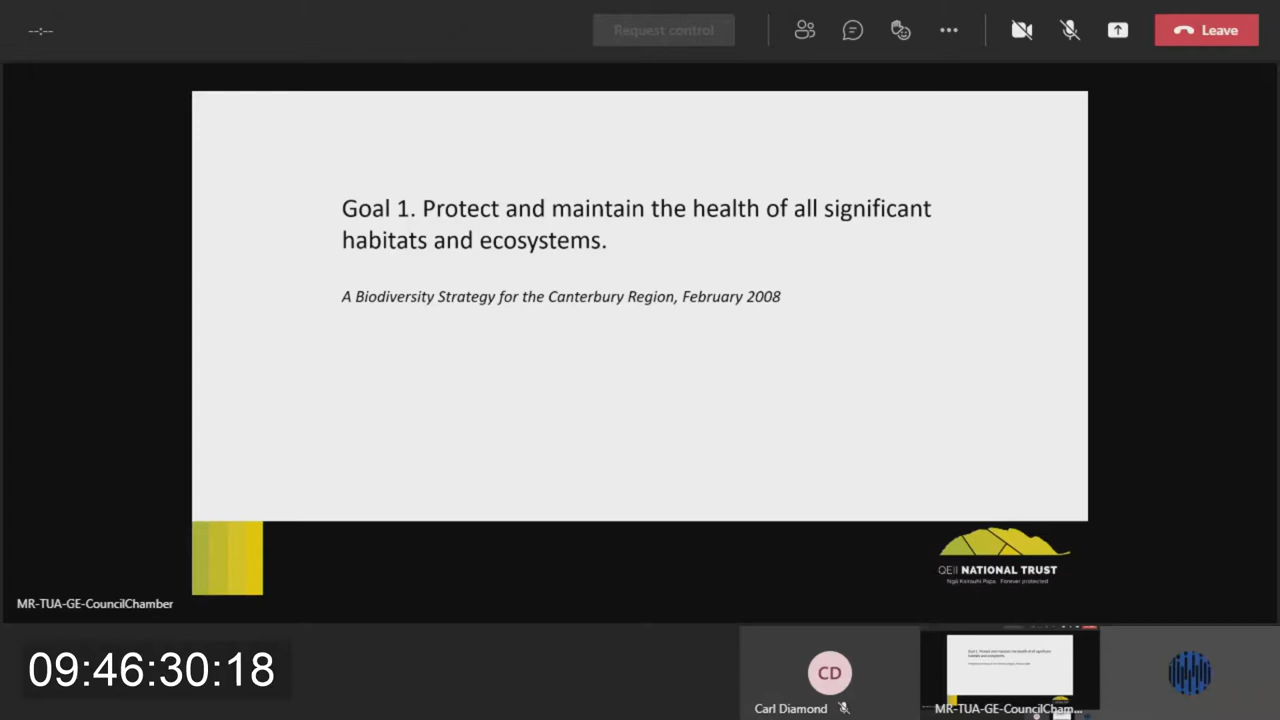 --:--
Request control
Leave
Goal 1. Protect and maintain the health of all significant
habitats and ecosystems.
A Biodiversity Strategy for the Canterbury Region, February 2008
QEII NATIONAL TRUST
Ngā Kairauhī Papa Forever protected
MR-TUA-GE-CouncilChamber
09:46:30:18
CD
Carl Diamond
MR-TUA-GE-CouncilCham...